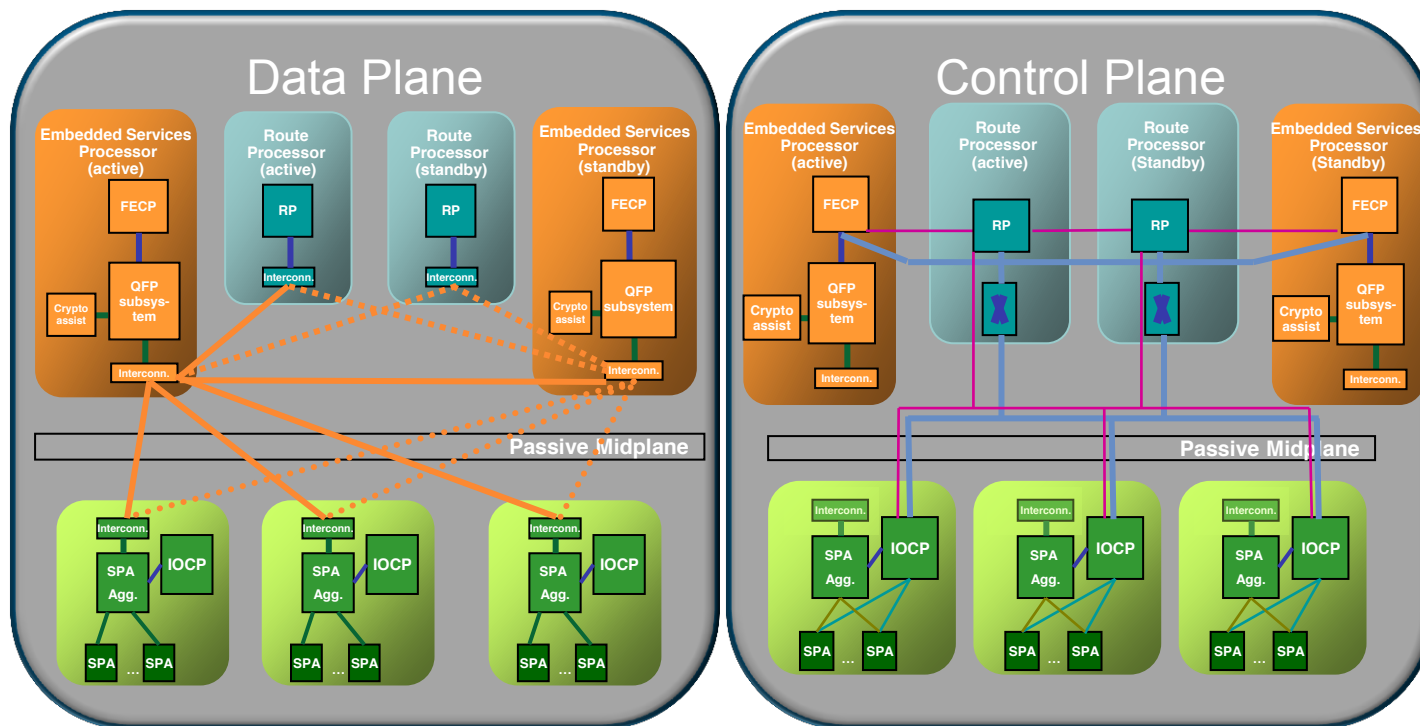 Data Plane
Embedded Services
Processor
(active)
Route
Processor
(active)
Route
Processor
(standby)
Embedded Services
Processor
(standby)
FECP
RP
RP
FECP
QFP
subsys-
tem
Crypto
assist
Interconn.
Interconn.
Interconn.
QFP
subsystem
Crypto
assist
Interconn.
Passive Midplane
Interconn.
SPA
Agg.
IOCP
SPA
...
SPA
Interconn.
SPA
Agg.
IOCP
SPA
...
SPA
Interconn.
SPA
Agg.
IOCP
SPA
...
SPA
Control Plane
Embedded Services
Processor
(active)
Route
Processor
(active)
Route
Processor
(Standby)
Embedded Services
Processor
(Standby)
FECP
RP
RP
FECP
QFP
subsys-
tem
Crypto
assist
Interconn.
QFP
subsys-
tem
Crypto
assist
Interconn.
Passive Midplane
Interconn.
SPA
Agg.
IOCP
SPA
...
SPA
Interconn.
SPA
Agg.
IOCP
SPA
...
SPA
Interconn.
SPA
Agg.
IOCP
SPA
...
SPA